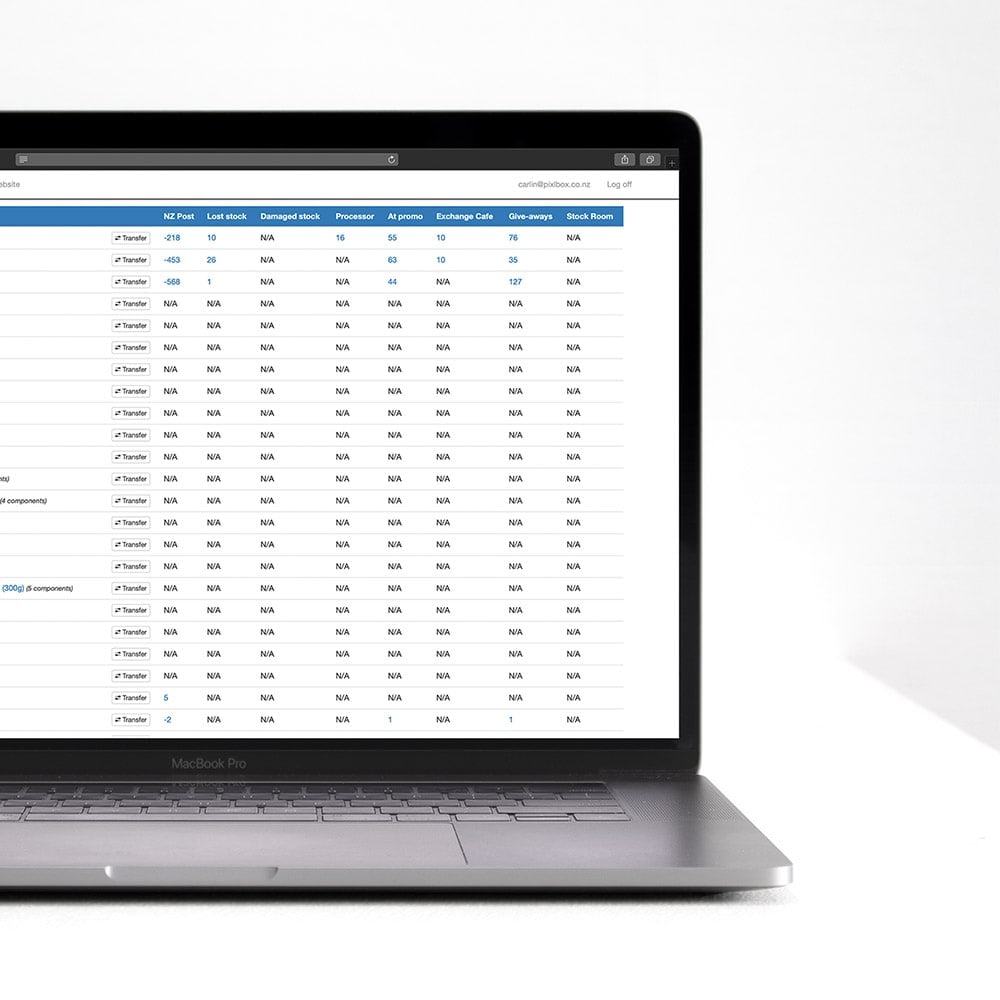 ebsite carlin@pixlbox.co.nz Log off
NZ Post Lost stock Damaged stock Processor At promo Exchange Cafe Give-aways Stock Room
Transfer -218 10 N/A 16 55 10 76 N/A
Transfer -453 26 N/A N/A 63 10 35 N/A
Transfer -568 1 N/A N/A 44 N/A 127 N/A
Transfer N/A N/A N/A N/A N/A N/A N/A N/A
Transfer N/A N/A N/A N/A N/A N/A N/A N/A
Transfer N/A N/A N/A N/A N/A N/A N/A N/A
Transfer N/A N/A N/A N/A N/A N/A N/A N/A
Transfer N/A N/A N/A N/A N/A N/A N/A N/A
Transfer N/A N/A N/A N/A N/A N/A N/A N/A
Transfer N/A N/A N/A N/A N/A N/A N/A N/A
Transfer N/A N/A N/A N/A N/A N/A N/A N/A
nts) Transfer N/A N/A N/A N/A N/A N/A N/A N/A
(4 components) Transfer N/A N/A N/A N/A N/A N/A N/A N/A
Transfer N/A N/A N/A N/A N/A N/A N/A N/A
Transfer N/A N/A N/A N/A N/A N/A N/A N/A
Transfer N/A N/A N/A N/A N/A N/A N/A N/A
(300g) (5 components) Transfer N/A N/A N/A N/A N/A N/A N/A N/A
Transfer N/A N/A N/A N/A N/A N/A N/A N/A
Transfer N/A N/A N/A N/A N/A N/A N/A N/A
Transfer N/A N/A N/A N/A N/A N/A N/A N/A
Transfer N/A N/A N/A N/A N/A N/A N/A N/A
Transfer 5 N/A N/A N/A N/A N/A N/A N/A
Transfer -2 N/A N/A N/A 1 N/A 1 N/A
MacBook Pro